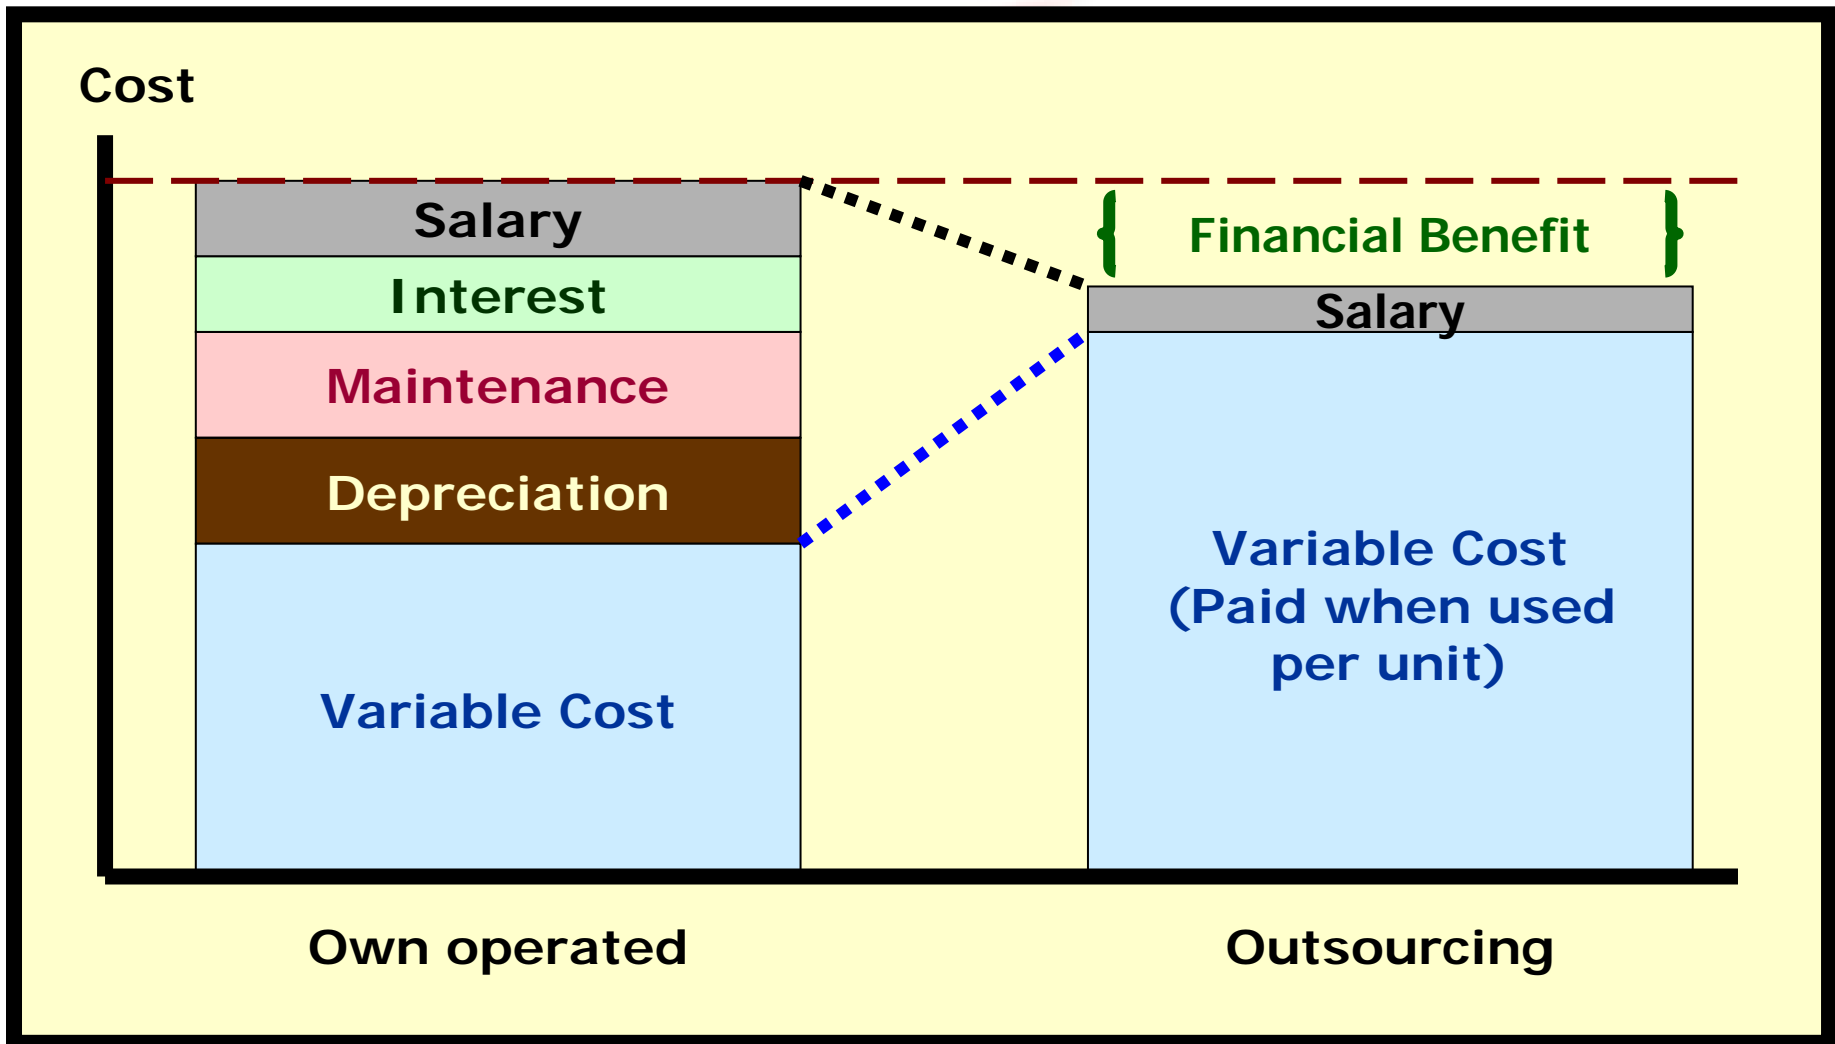 Cost
Salary
Interest
Maintenance
Depreciation
Variable Cost
Financial Benefit
Salary
Variable Cost
(Paid when used
per unit)
Own operated
Outsourcing